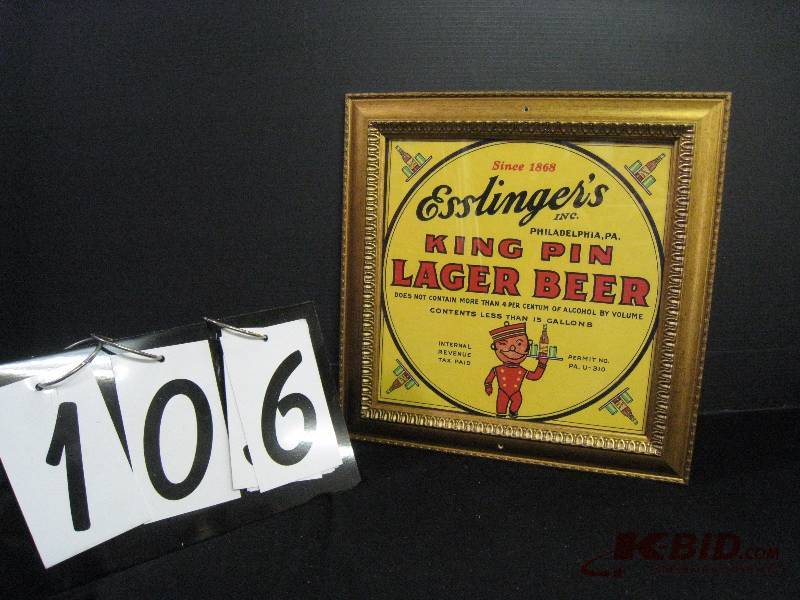 Since 1868
Esslinger's
INC.
PHILADELPHIA, PA.
KING PIN
LAGER BEER
DOES NOT CONTAIN MORE THAN 4 PER CENTUM OF ALCOHOL BY VOLUME
CONTENTS LESS THAN 15 GALLONS
INTERNAL
REVENUE
TAX PAID
PERMIT NO.
PA. U-310
106
K-BID.COM